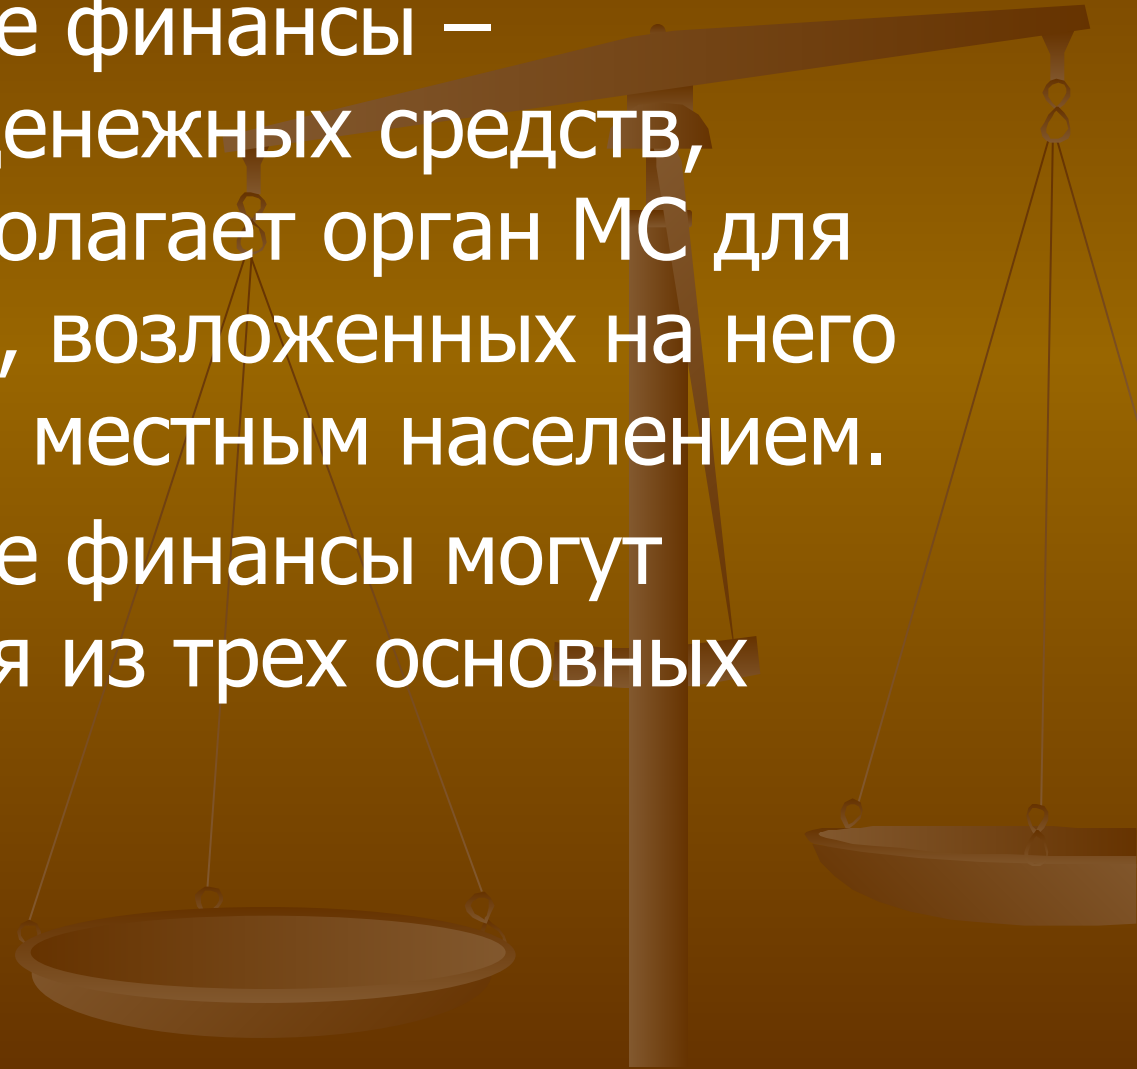 е финансы –
денежных средств,
олагает орган МС для
, возложенных на него
местным населением.
е финансы могут
я из трех основных